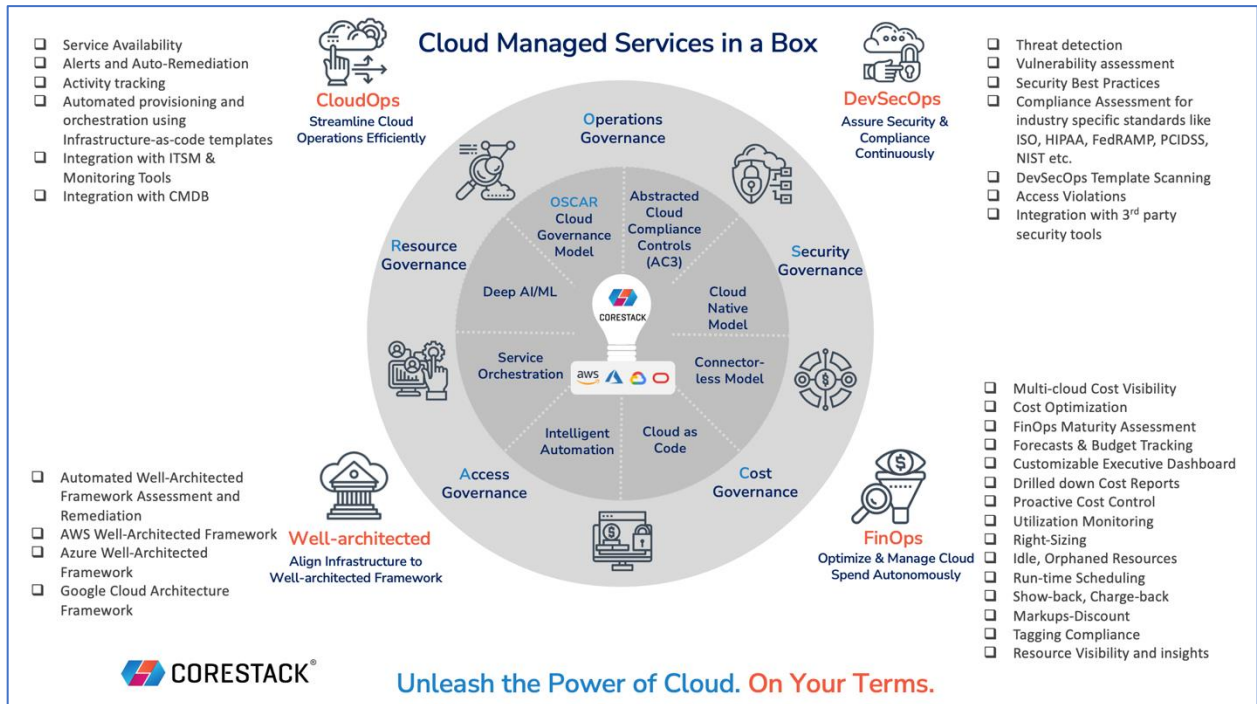 Cloud Managed Services in a Box
Service Availability
Alerts and Auto-Remediation
Activity tracking
Automated provisioning and
orchestration using
Infrastructure-as-code templates
Integration with ITSM &
Monitoring Tools
Integration with CMDB
CloudOps
Streamline Cloud
Operations Efficiently
DevSecOps
Assure Security &
Compliance
Continuously
Threat detection
Vulnerability assessment
Security Best Practices
Compliance Assessment for
industry specific standards like
ISO, HIPAA, FedRAMP, PCIDSS,
NIST etc.
DevSecOps Template Scanning
Access Violations
Integration with 3rd party
security tools
Operations
Governance
Security
Governance
Cost
Governance
Access
Governance
Resource
Governance
OSCAR
Cloud
Governance
Model
Abstracted
Cloud
Compliance
Controls
(AC3)
Cloud
Native
Model
Connector-
less Model
Cloud as
Code
Intelligent
Automation
Service
Orchestration
Deep AI/ML
CORESTACK
aws
Automated Well-Architected
Framework Assessment and
Remediation
AWS Well-Architected Framework
Azure Well-Architected
Framework
Google Cloud Architecture
Framework
Well-architected
Align Infrastructure to
Well-architected Framework
FinOps
Optimize & Manage Cloud
Spend Autonomously
Multi-cloud Cost Visibility
Cost Optimization
FinOps Maturity Assessment
Forecasts & Budget Tracking
Customizable Executive Dashboard
Drilled down Cost Reports
Proactive Cost Control
Utilization Monitoring
Right-Sizing
Idle, Orphaned Resources
Run-time Scheduling
Show-back, Charge-back
Markups-Discount
Tagging Compliance
Resource Visibility and insights
CORESTACK®
Unleash the Power of Cloud. On Your Terms.